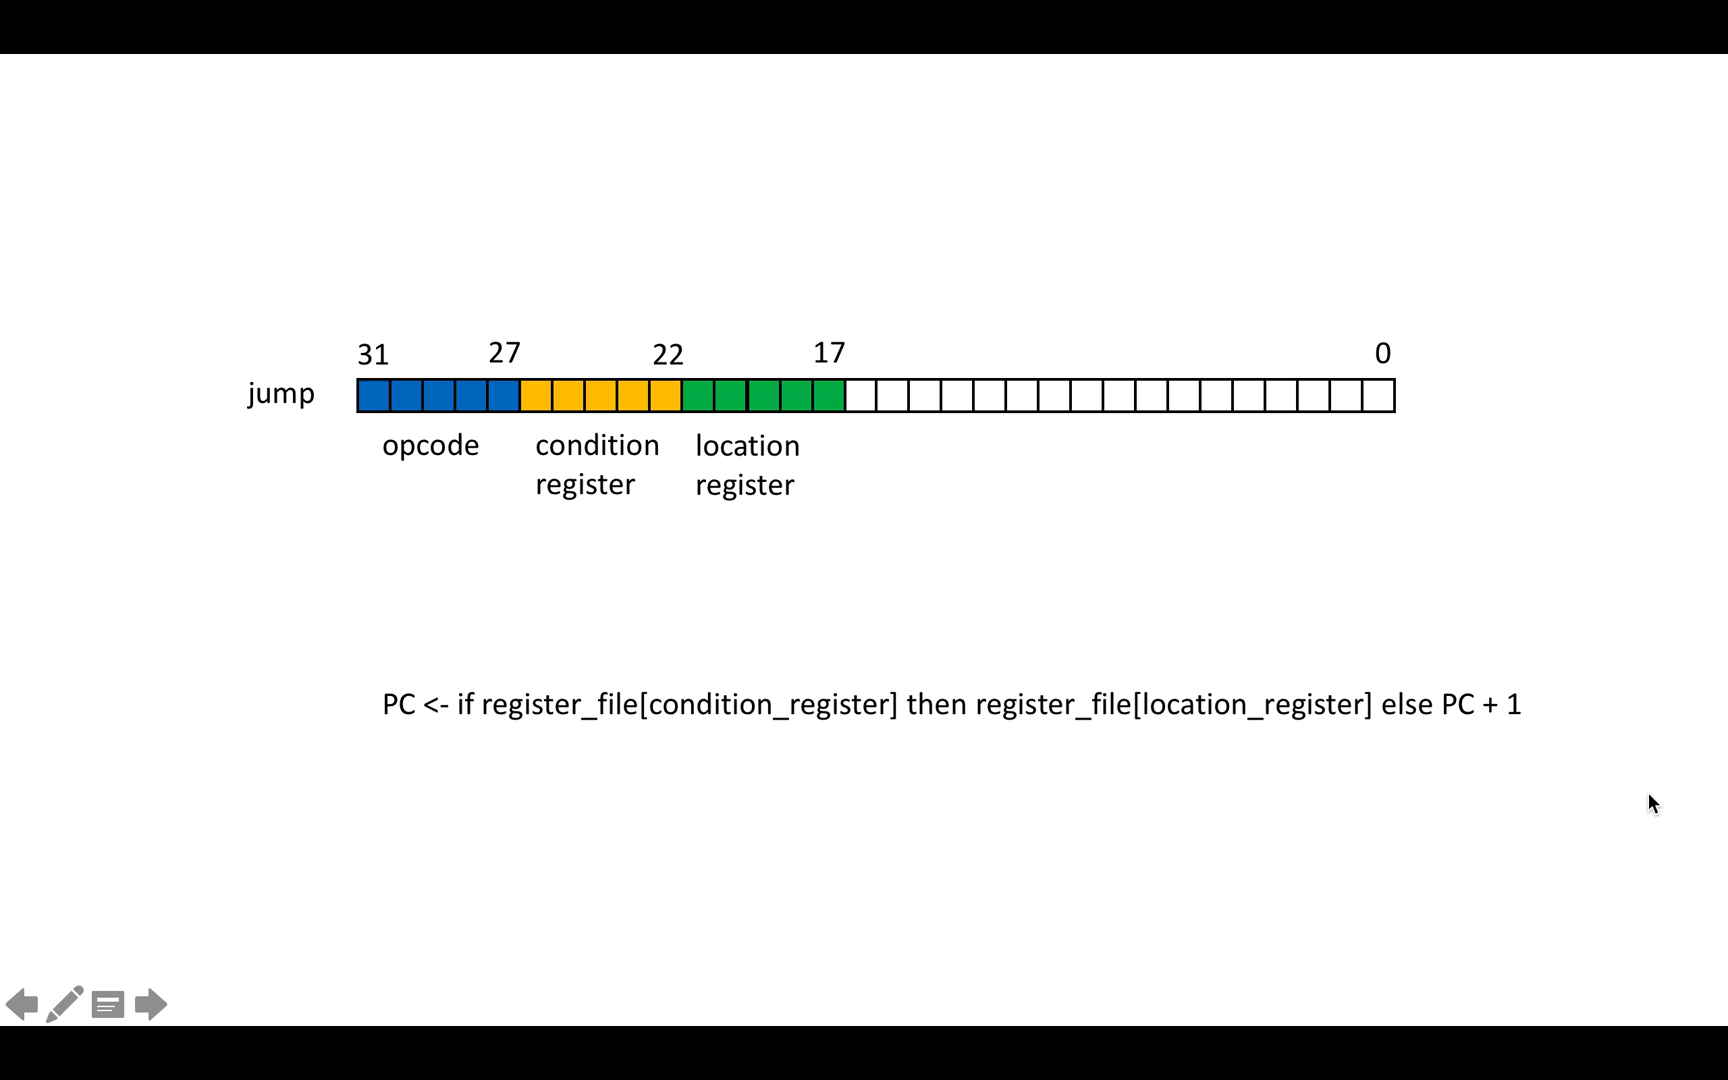 31 27 22 17 0
jump
opcode condition location
register register
PC <- if register_file[condition_register] then register_file[location_register] else PC + 1